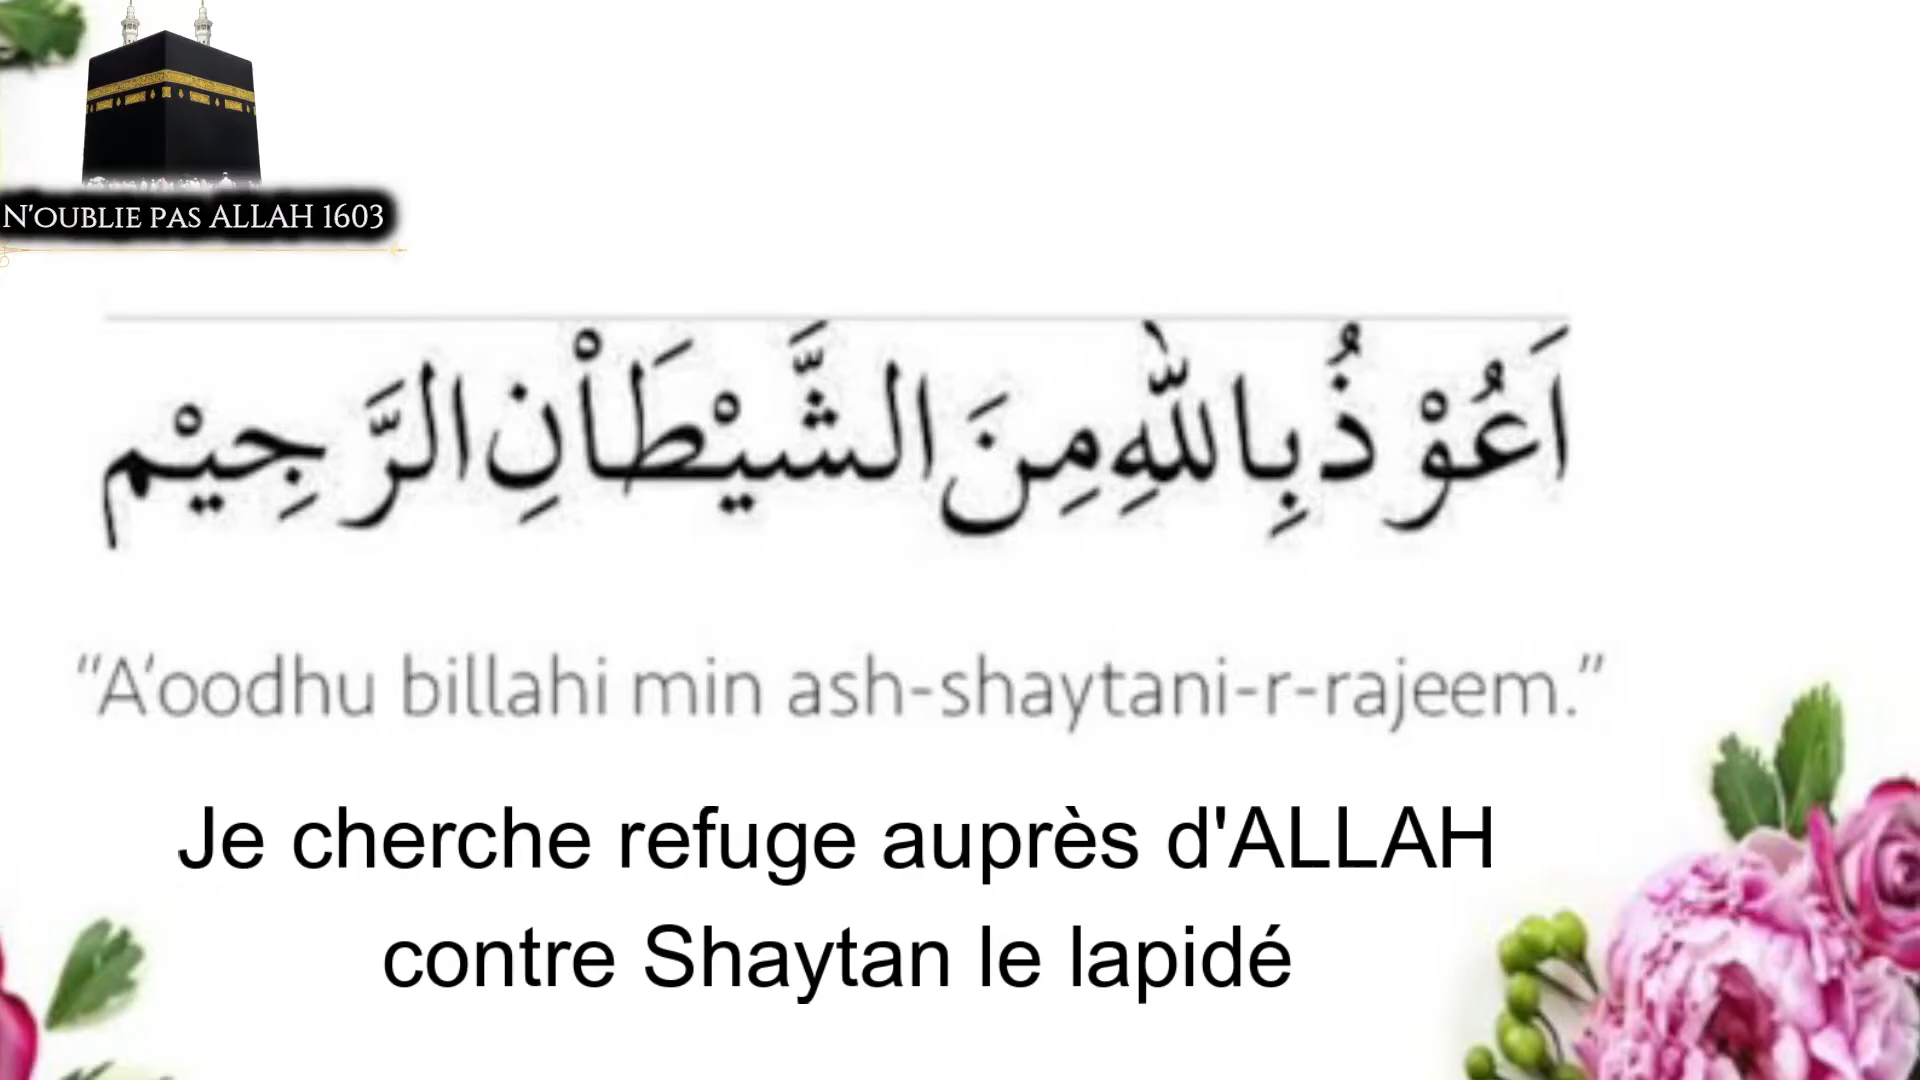 N'OUBLIE PAS ALLAH 1603
اَعُوْذُ بِاللّٰهِ مِنَ الشَّيْطَاْنِ الرَّجِيْم
“A’oodhu billahi min ash-shaytani-r-rajeem.”
Je cherche refuge auprès d'ALLAH
contre Shaytan le lapidé